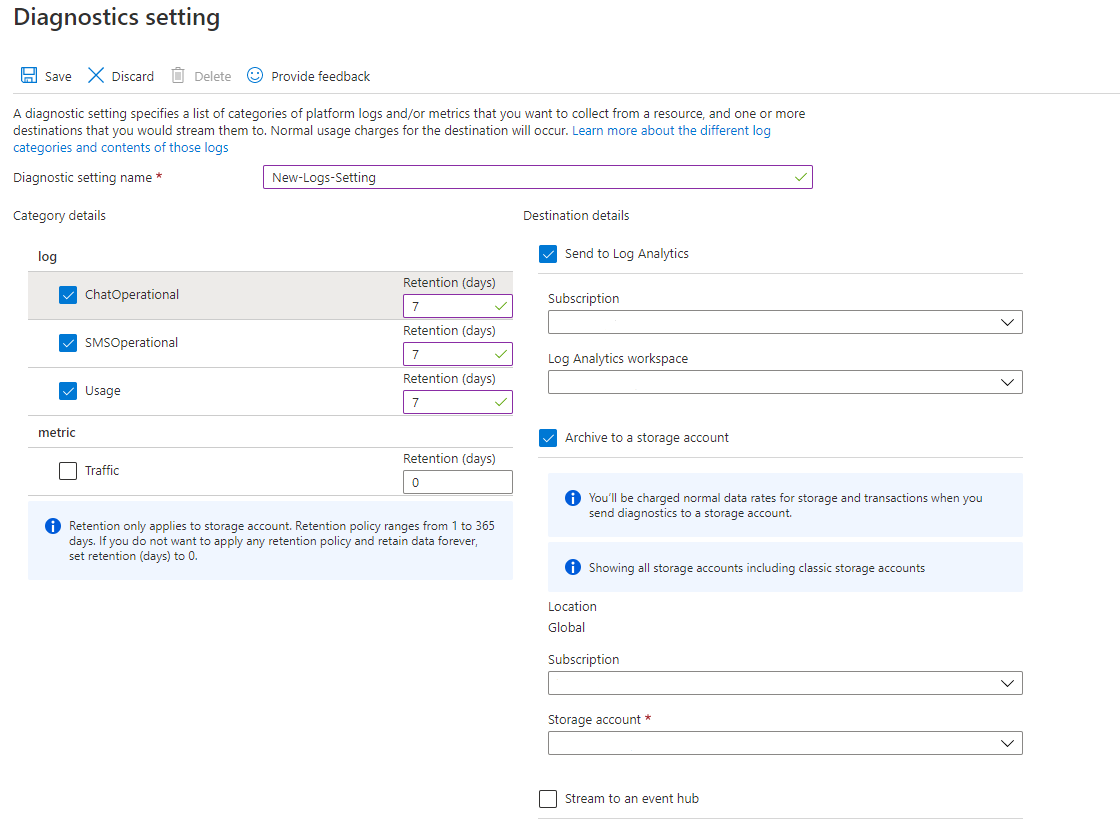 Diagnostics setting
Save Discard Delete Provide feedback
A diagnostic setting specifies a list of categories of platform logs and/or metrics that you want to collect from a resource, and one or more
destinations that you would stream them to. Normal usage charges for the destination will occur. Learn more about the different log
categories and contents of those logs
Diagnostic setting name * New-Logs-Setting
Category details
log
ChatOperational
Retention (days)
7
SMSOperational
Retention (days)
7
Usage
Retention (days)
7
metric
Traffic
Retention (days)
0
Retention only applies to storage account. Retention policy ranges from 1 to 365
days. If you do not want to apply any retention policy and retain data forever,
set retention (days) to 0.
Destination details
Send to Log Analytics
Subscription
Log Analytics workspace
Archive to a storage account
You'll be charged normal data rates for storage and transactions when you
send diagnostics to a storage account.
Showing all storage accounts including classic storage accounts
Location
Global
Subscription
Storage account *
Stream to an event hub